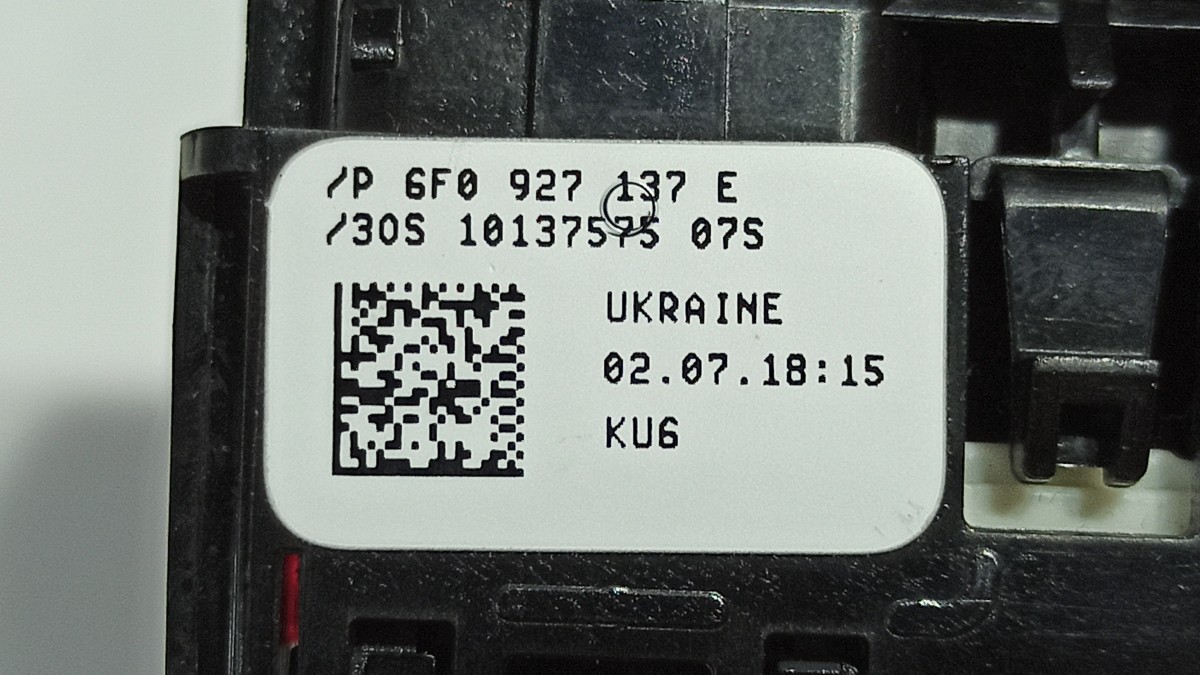 /P 6F0 927 137 E
/30S 10137575 07S
UKRAINE
02.07.18:15
KU6